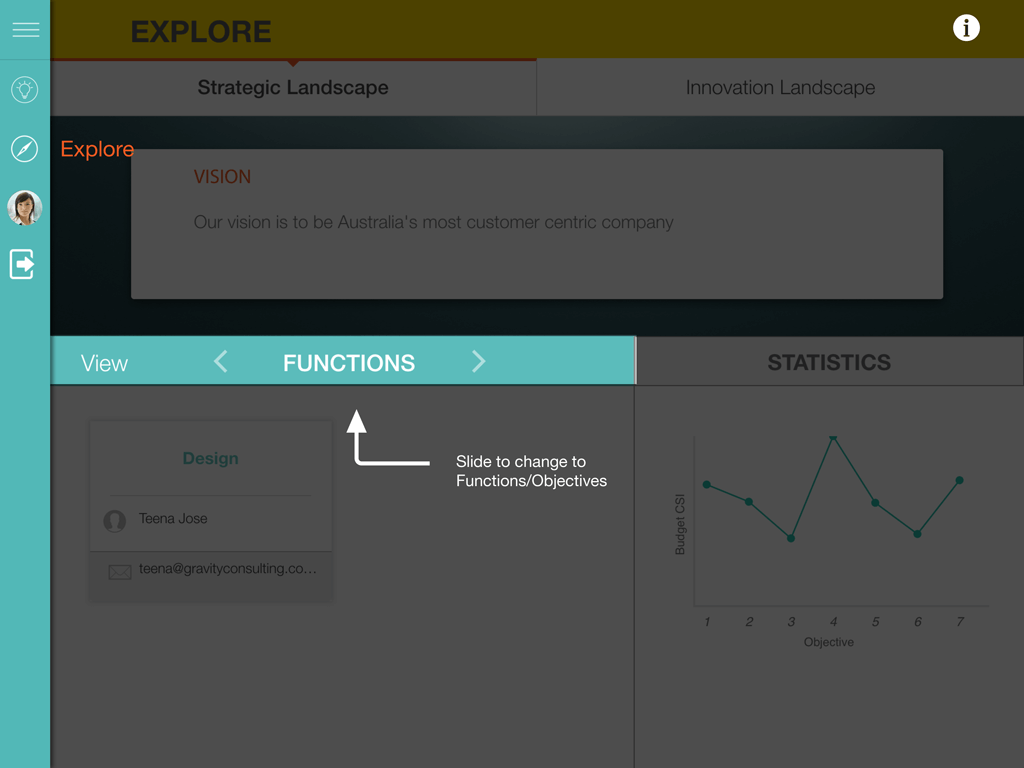 EXPLORE
Strategic Landscape
Innovation Landscape
Explore
VISION
Our vision is to be Australia's most customer centric company
View
FUNCTIONS
STATISTICS
Design
Teena Jose
teena@gravityconsulting.co...
Slide to change to
Functions/Objectives
Budget CSI
1 2 3 4 5 6 7
Objective